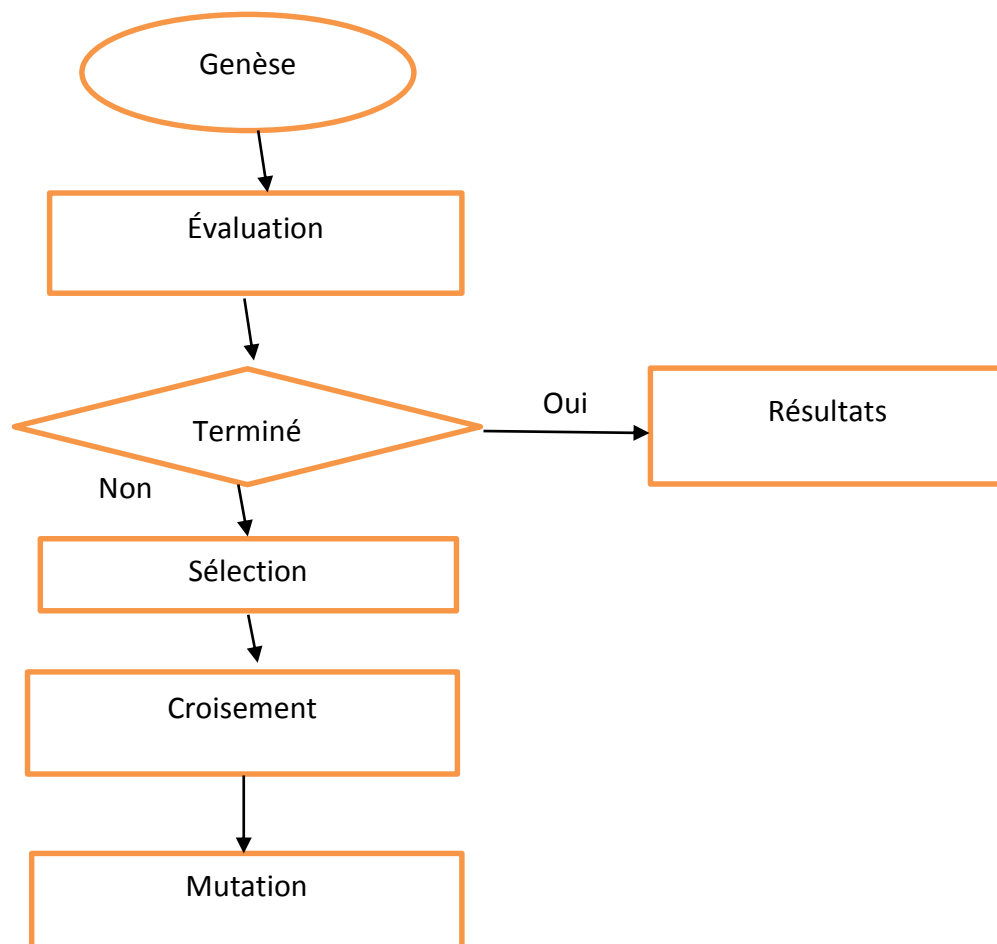 Genèse
Évaluation
Terminé
Oui
Résultats
Non
Sélection
Croisement
Mutation